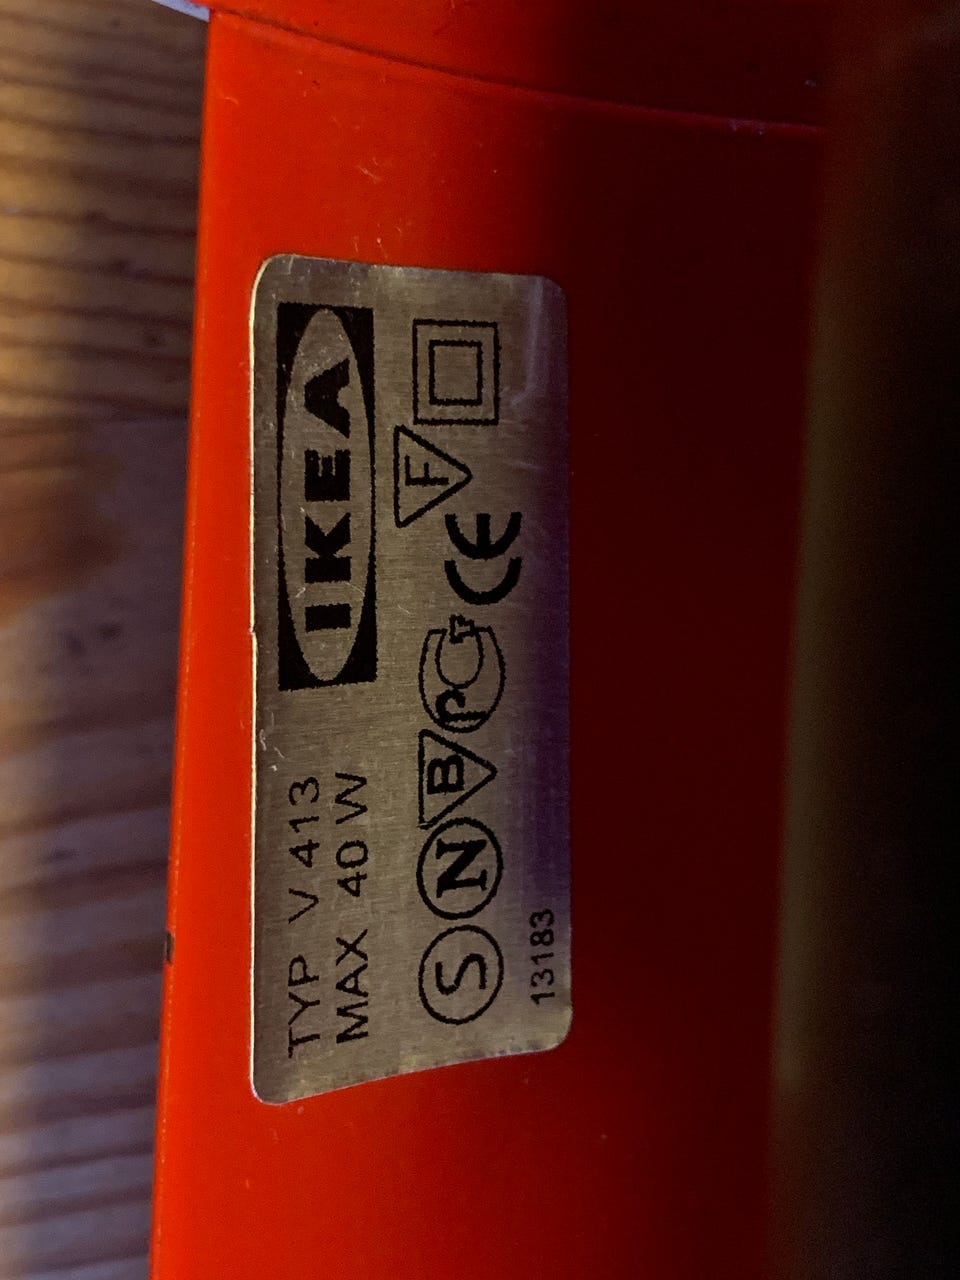 TYP V 413
MAX 40 W
IKEA
S N B PCT CE F
13183